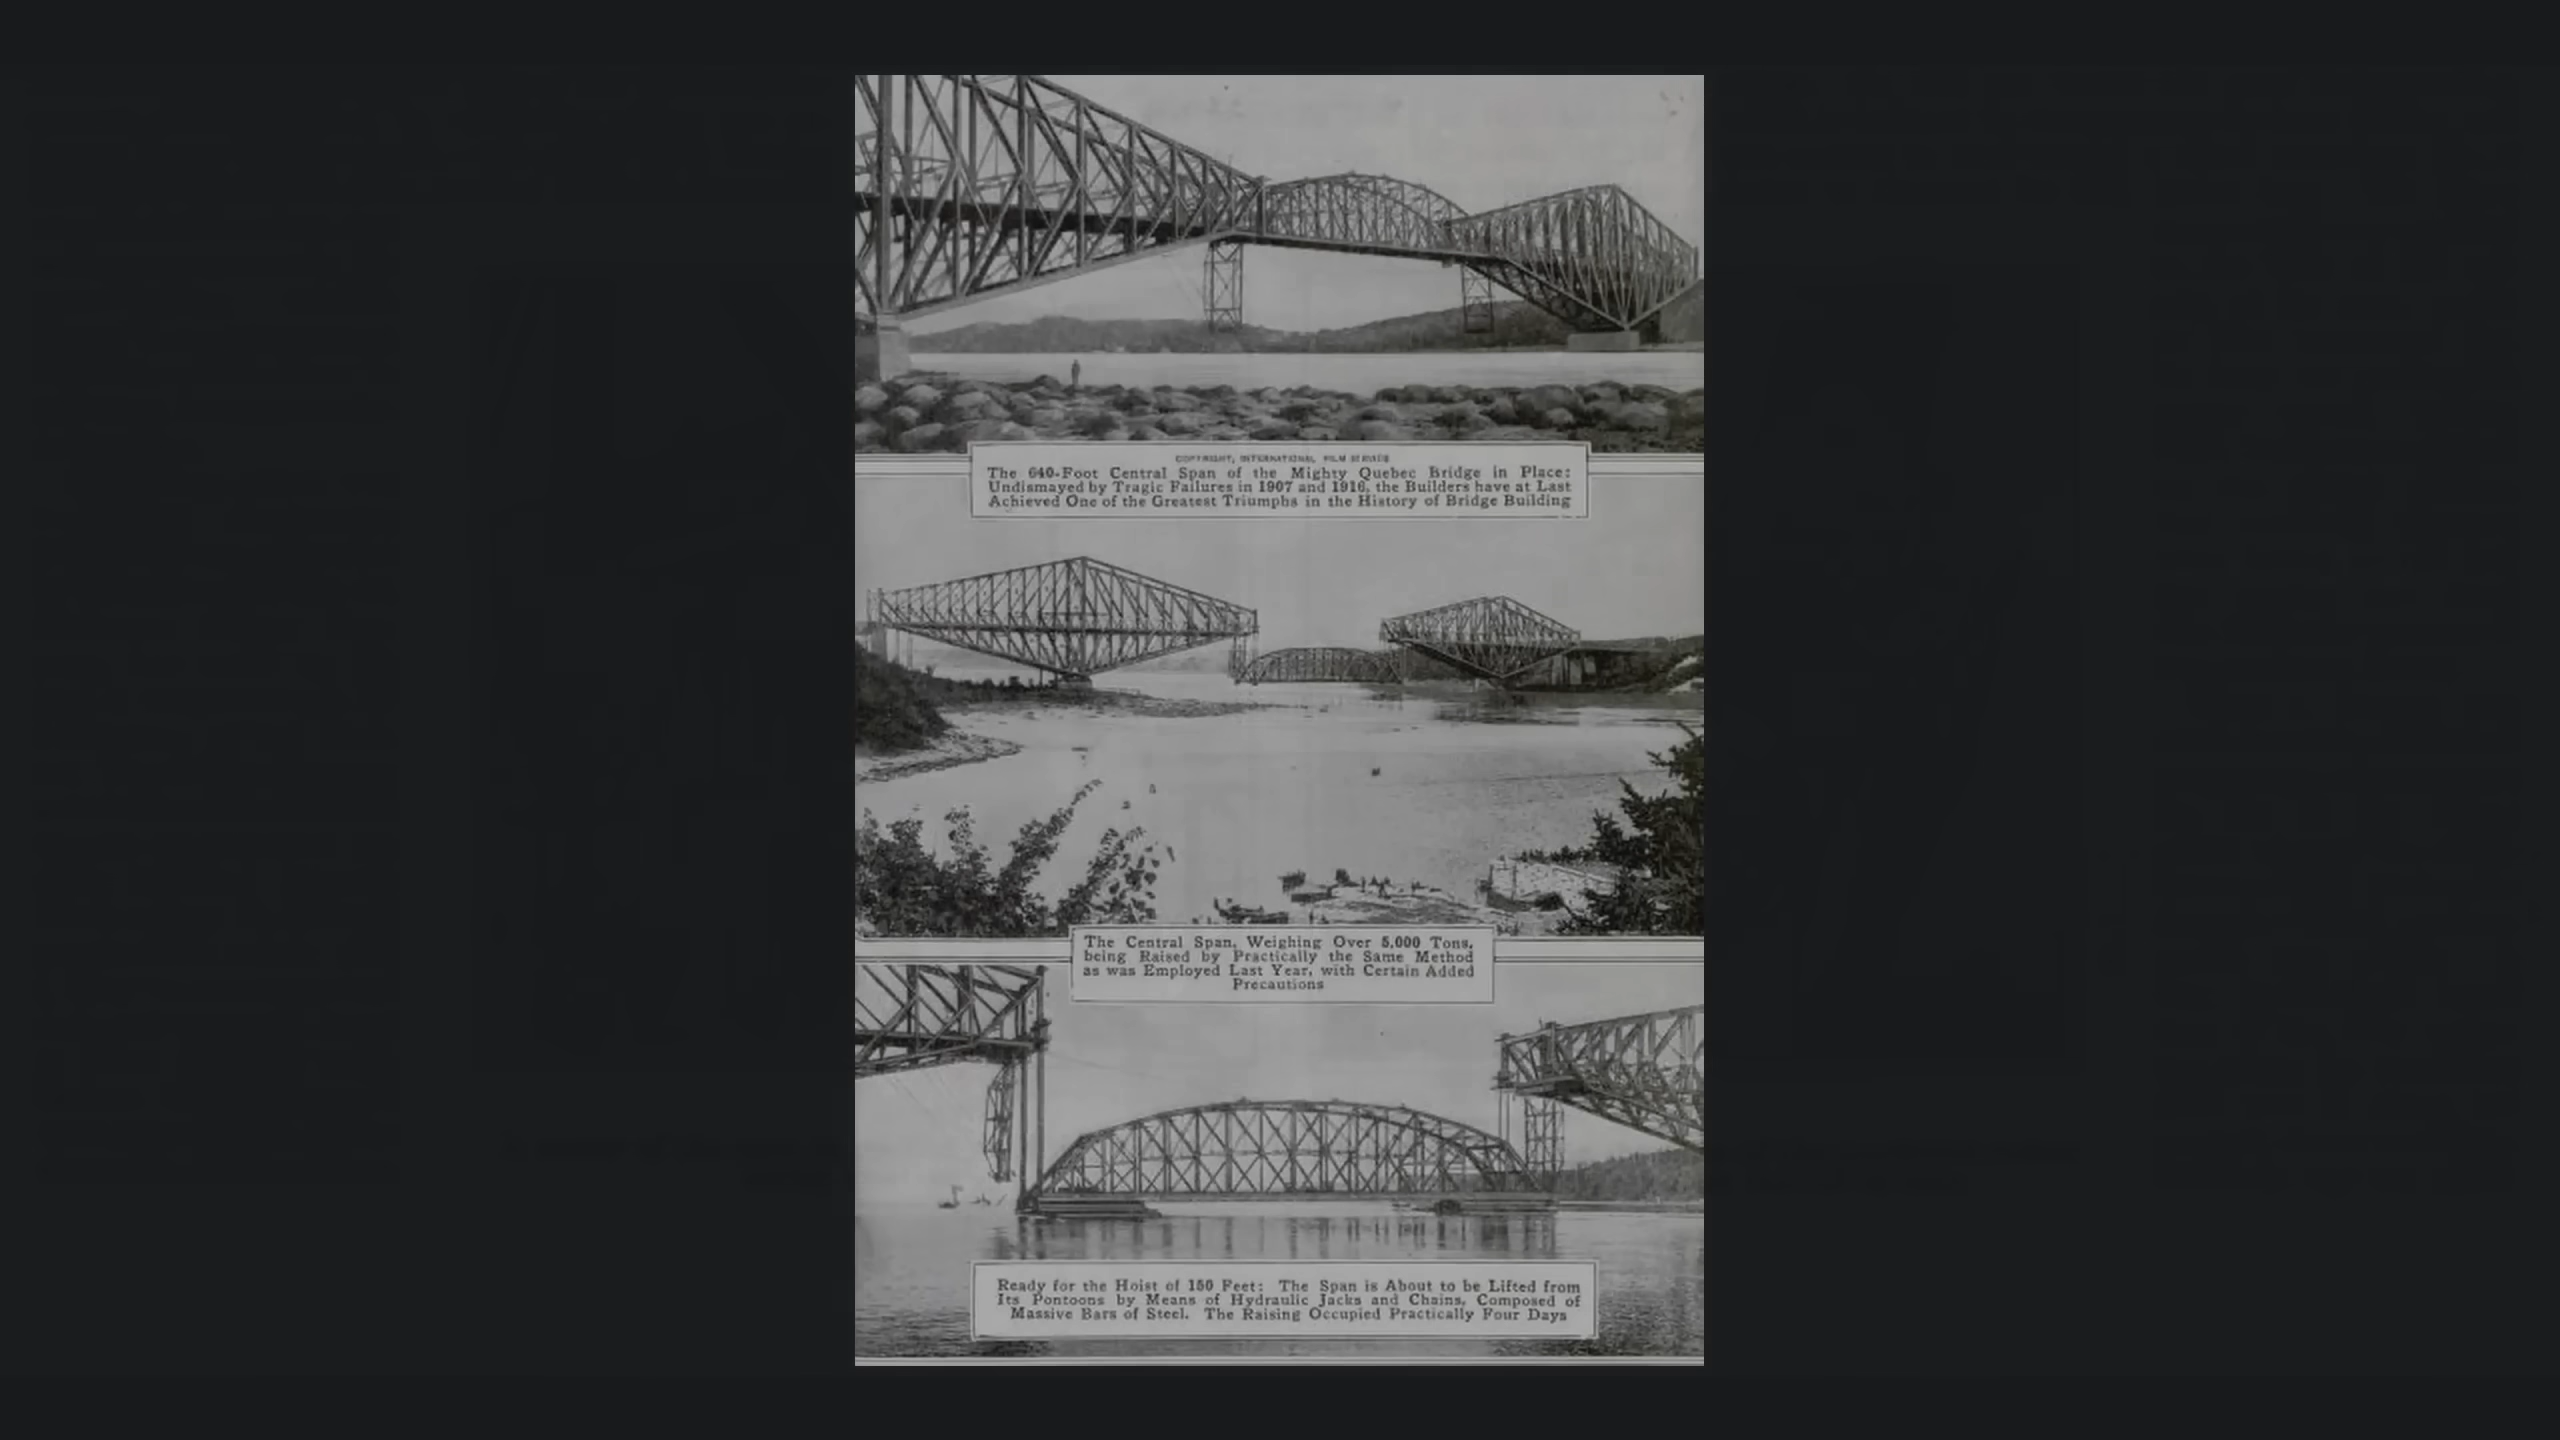 COPYRIGHT, INTERNATIONAL FILM SERVICE
The 640-Foot Central Span of the Mighty Quebec Bridge in Place:
Undismayed by Tragic Failures in 1907 and 1916, the Builders have at Last
Achieved One of the Greatest Triumphs in the History of Bridge Building
The Central Span, Weighing Over 5,000 Tons,
being Raised by Practically the Same Method
as was Employed Last Year, with Certain Added
Precautions
Ready for the Hoist of 150 Feet: The Span is About to be Lifted from
Its Pontoons by Means of Hydraulic Jacks and Chains, Composed of
Massive Bars of Steel. The Raising Occupied Practically Four Days